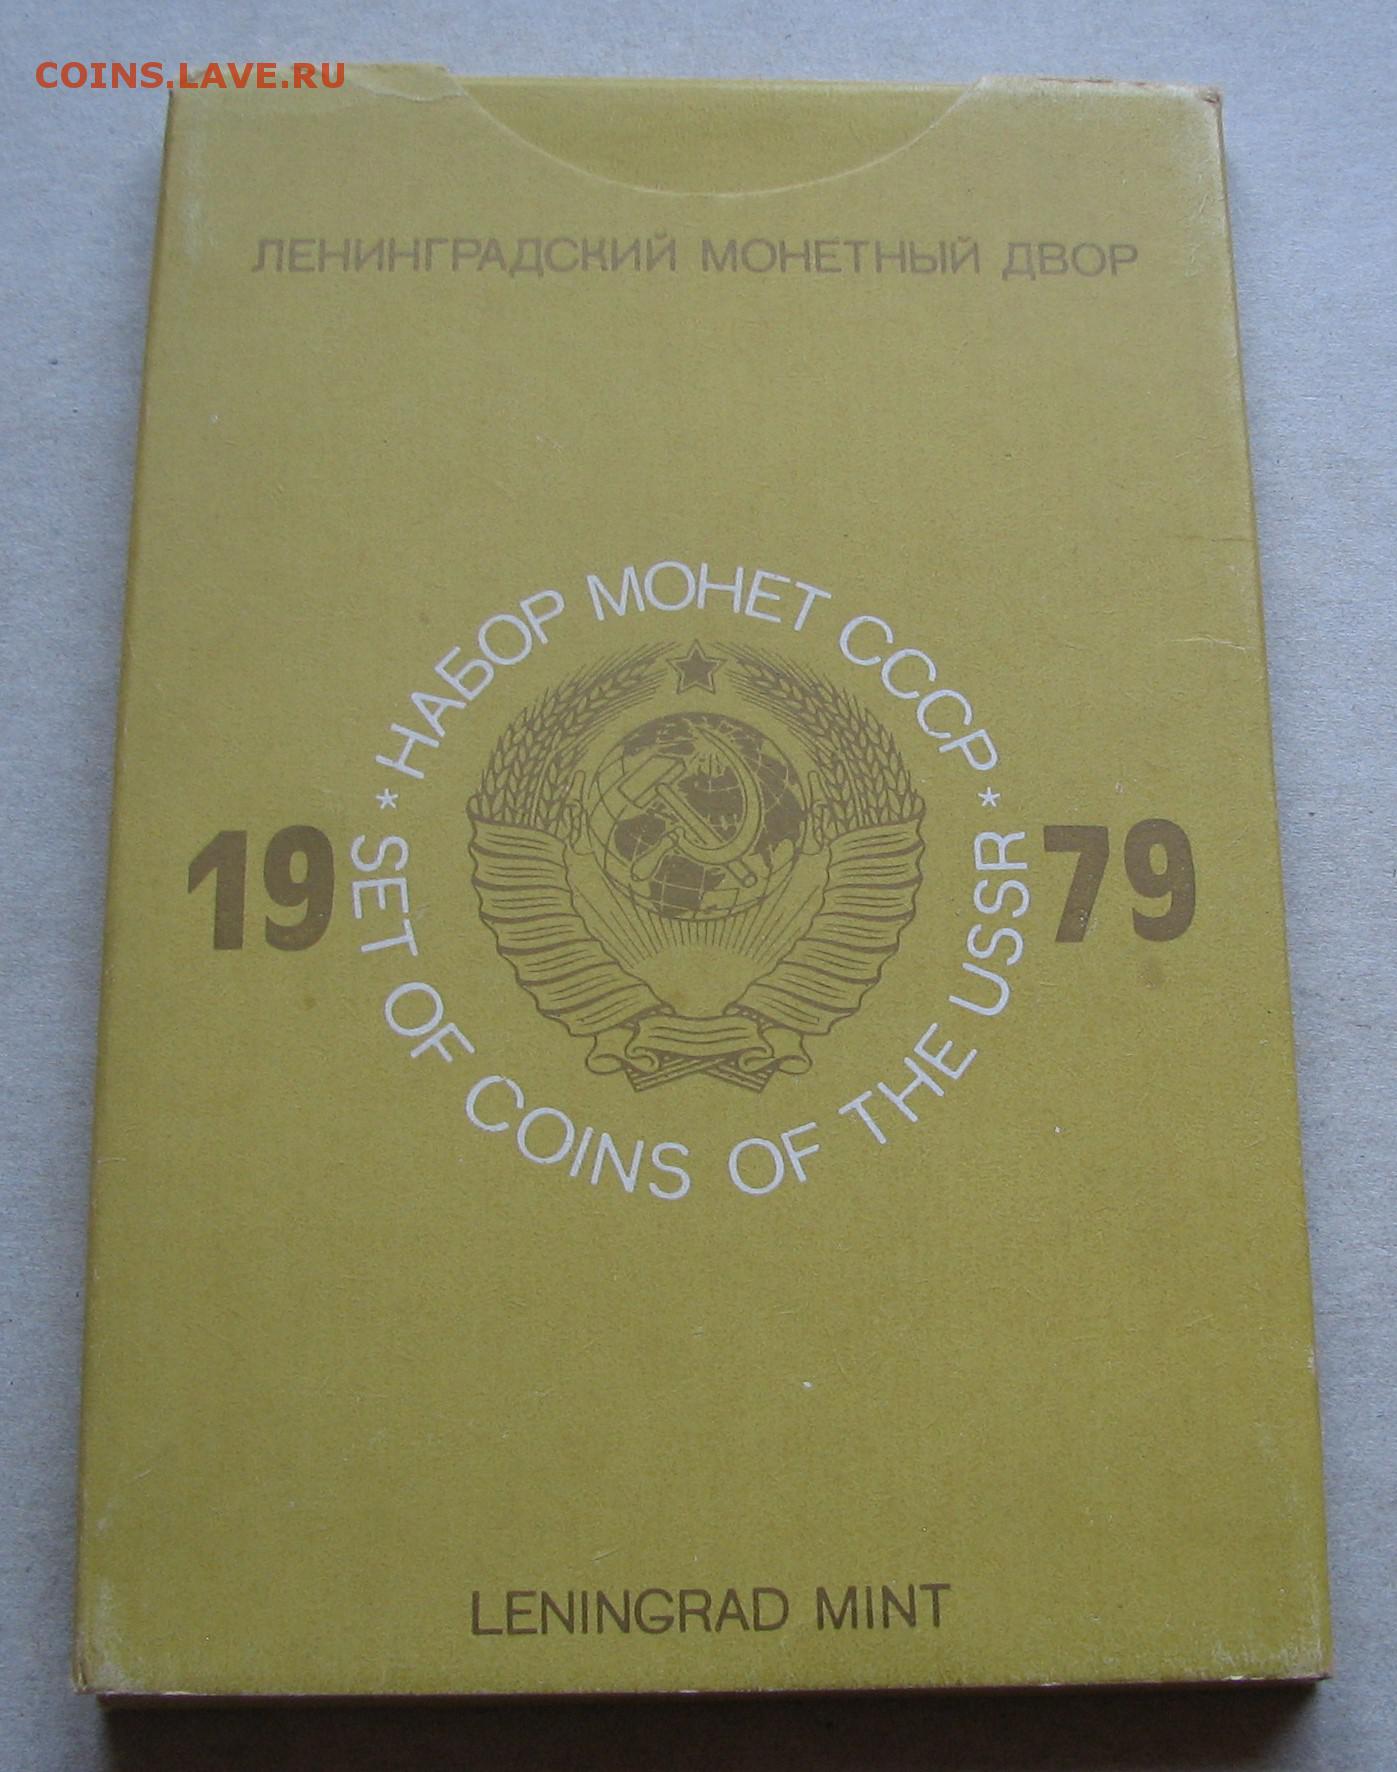 COINS.LAVE.RU
ЛЕНИНГРАДСКИЙ МОНЕТНЫЙ ДВОР
* НАБОР МОНЕТ СССР *
19 79
SET OF COINS OF THE USSR
LENINGRAD MINT